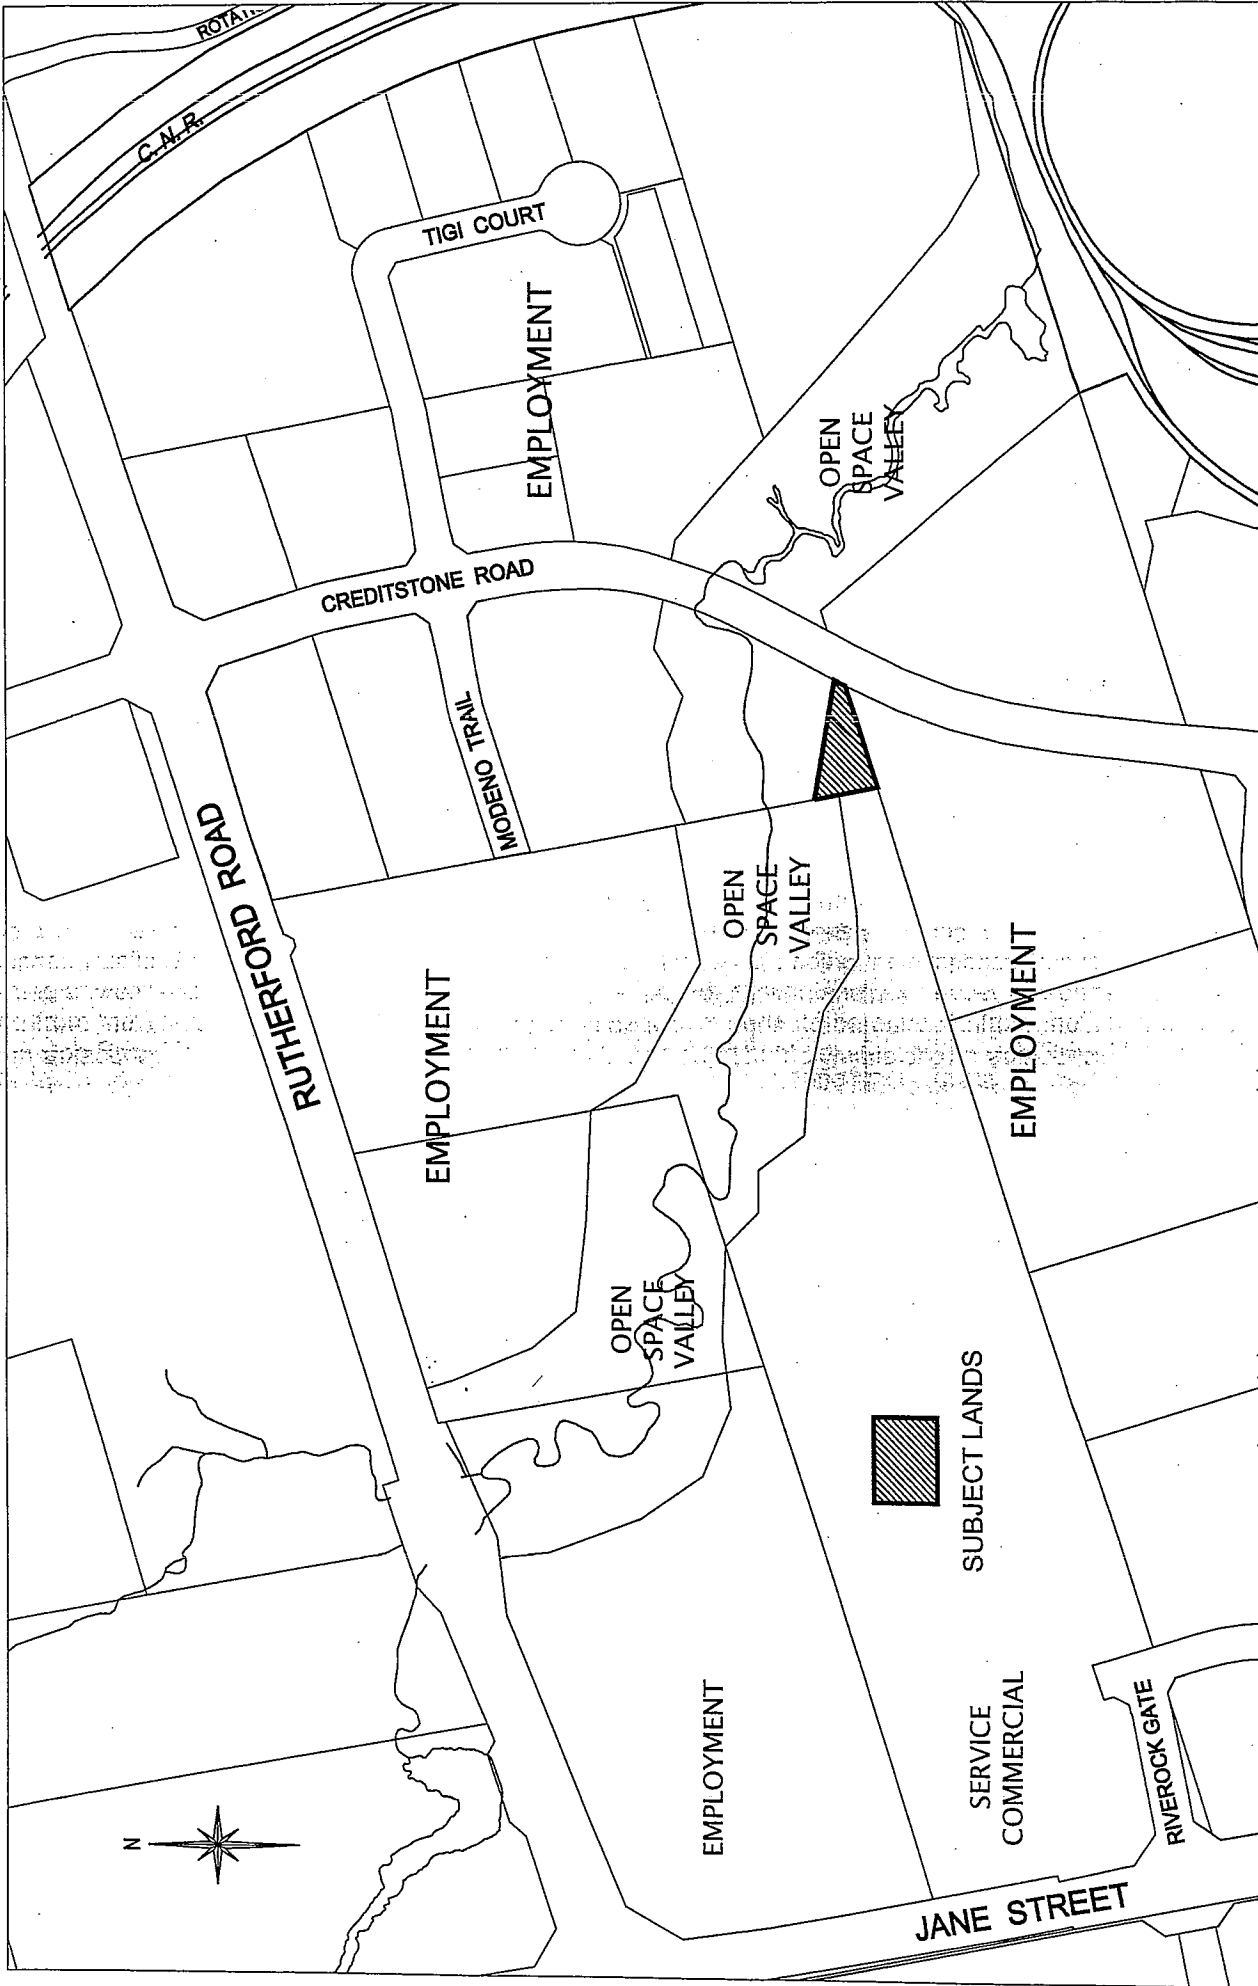 ROTA
C.N.R.
TIGI COURT
EMPLOYMENT
OPEN
SPACE
VALLEY
CREDITSTONE ROAD
MODENO TRAIL
RUTHERFORD ROAD
OPEN
SPACE
VALLEY
EMPLOYMENT
EMPLOYMENT
OPEN
SPACE
VALLEY
SUBJECT LANDS
N
EMPLOYMENT
SERVICE
COMMERCIAL
RIVEROCK GATE
JANE STREET